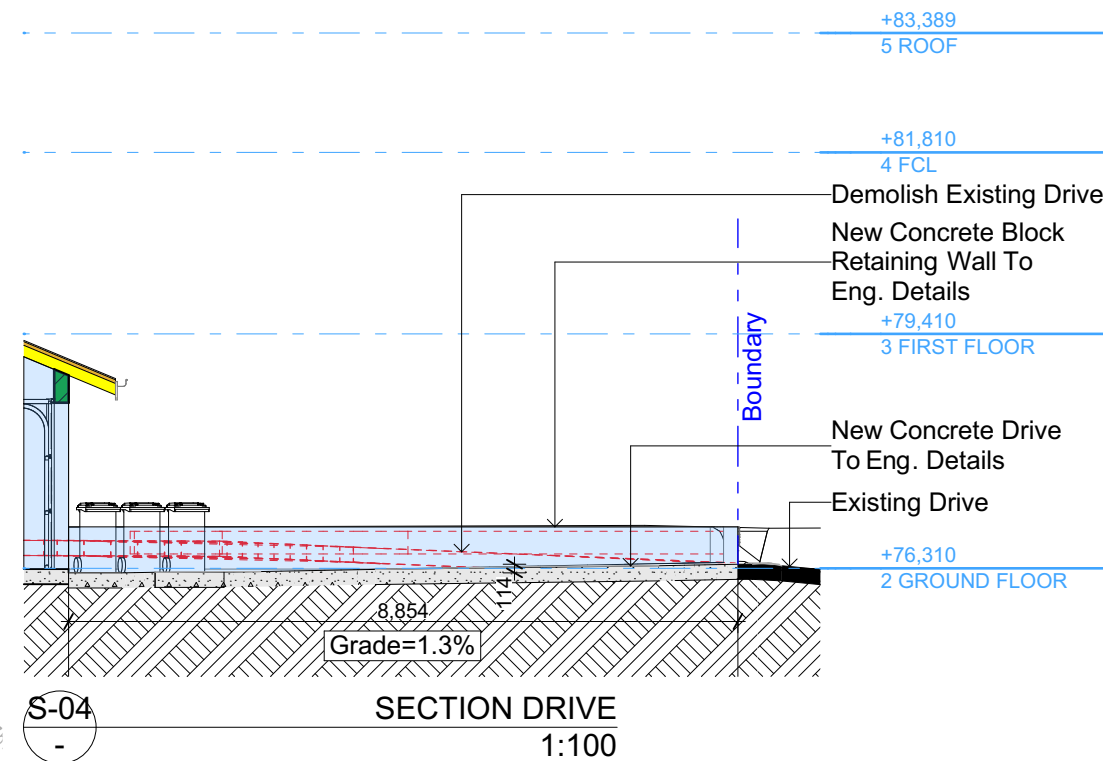 +83,389
5 ROOF
+81,810
4 FCL
Demolish Existing Drive
New Concrete Block
Retaining Wall To
Eng. Details
+79,410
3 FIRST FLOOR
Boundary
New Concrete Drive
To Eng. Details
Existing Drive
+76,310
2 GROUND FLOOR
114
8,854
Grade=1.3%
S-04
-
SECTION DRIVE
1:100